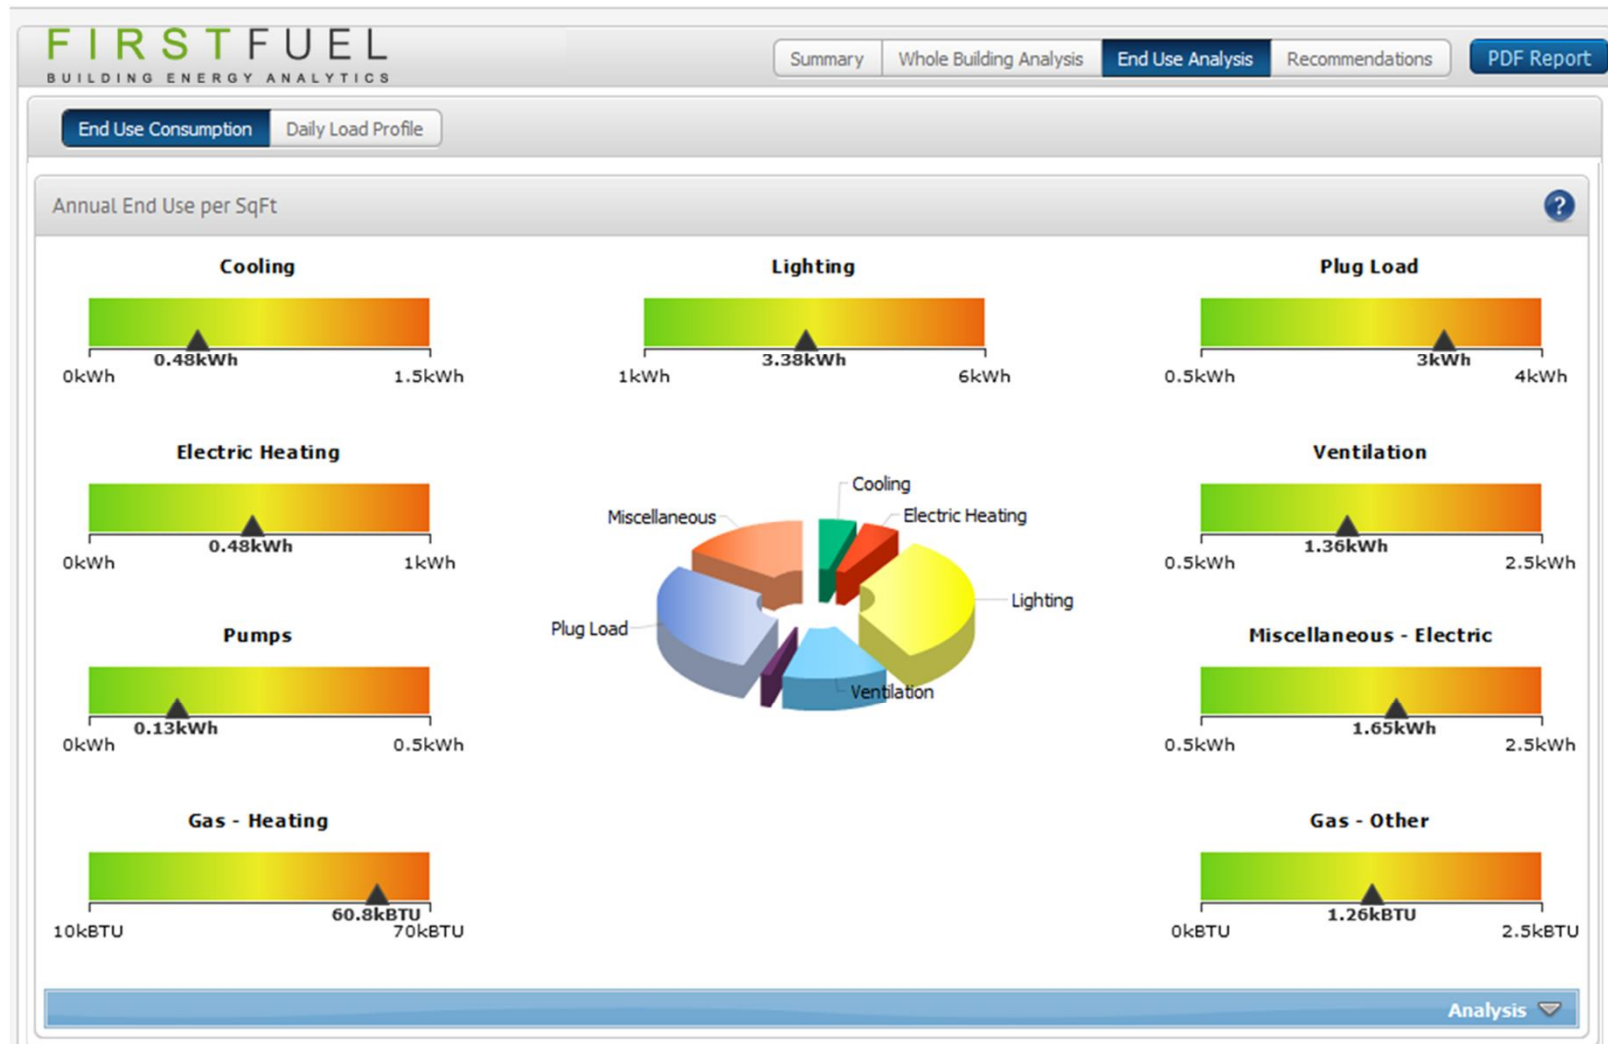 FIRSTFUEL
BUILDING ENERGY ANALYTICS
Summary
Whole Building Analysis
End Use Analysis
Recommendations
PDF Report
End Use Consumption
Daily Load Profile
Annual End Use per SqFt
?
Cooling
0.48kWh
0kWh
1.5kWh
Lighting
3.38kWh
1kWh
6kWh
Plug Load
3kWh
0.5kWh
4kWh
Electric Heating
0.48kWh
0kWh
1kWh
Cooling
Electric Heating
Miscellaneous
Lighting
Plug Load
Ventilation
Ventilation
1.36kWh
0.5kWh
2.5kWh
Pumps
0.13kWh
0kWh
0.5kWh
Miscellaneous - Electric
1.65kWh
0.5kWh
2.5kWh
Gas - Heating
60.8kBTU
10kBTU
70kBTU
Gas - Other
1.26kBTU
0kBTU
2.5kBTU
Analysis